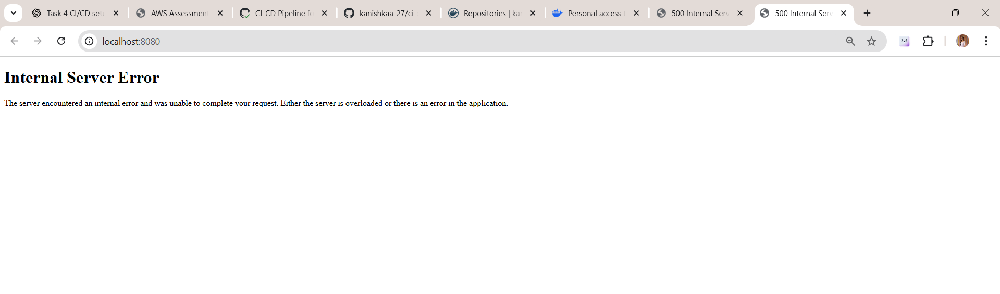 Task 4 CI/CD setu
AWS Assessment
CI-CD Pipeline fo
kanishkaa-27/ci-
Repositories | ka
Personal access t
500 Internal Serv
500 Internal Serv
localhost:8080
Internal Server Error
The server encountered an internal error and was unable to complete your request. Either the server is overloaded or there is an error in the application.